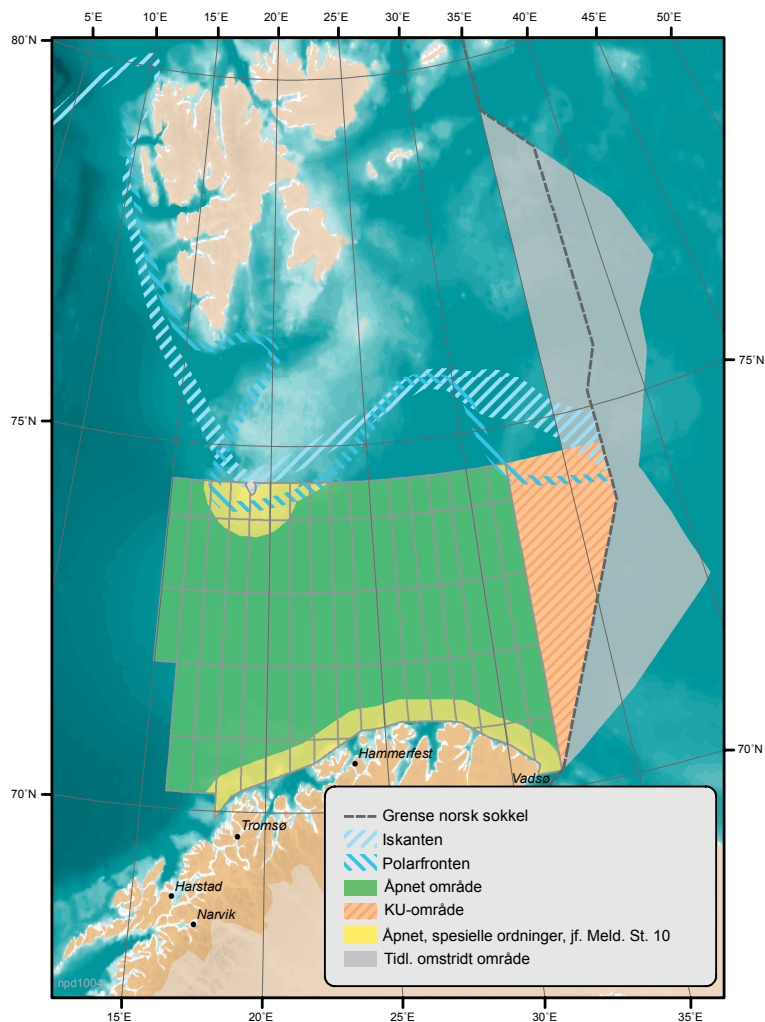 5°E 10°E 15°E 20°E 25°E 30°E 35°E 40°E 45°E 50°E
80°N
75°N
75°N
70°N
70°N
Hammerfest
Vadsø
Tromsø
Harstad
Narvik
Grense norsk sokkel
Iskanten
Polarfronten
Åpnet område
KU-område
Åpnet, spesielle ordninger, jf. Meld. St. 10
Tidl. omstridt område
npd1004
15°E 20°E 25°E 30°E 35°E